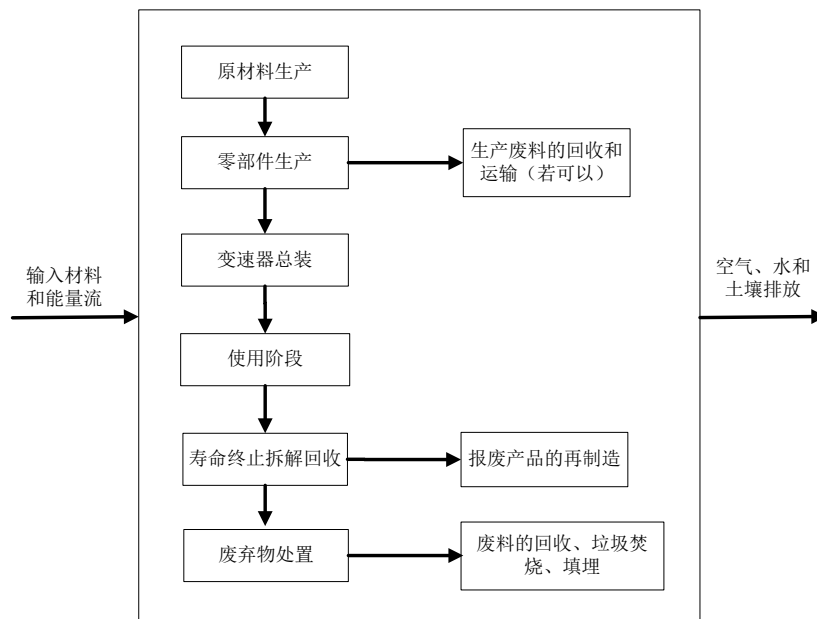 原材料生产
零部件生产
生产废料的回收和
运输（若可以）
变速器总装
输入材料
和能量流
空气、水和
土壤排放
使用阶段
寿命终止拆解回收
报废产品的再制造
废弃物处置
废料的回收、垃圾焚
烧、填埋